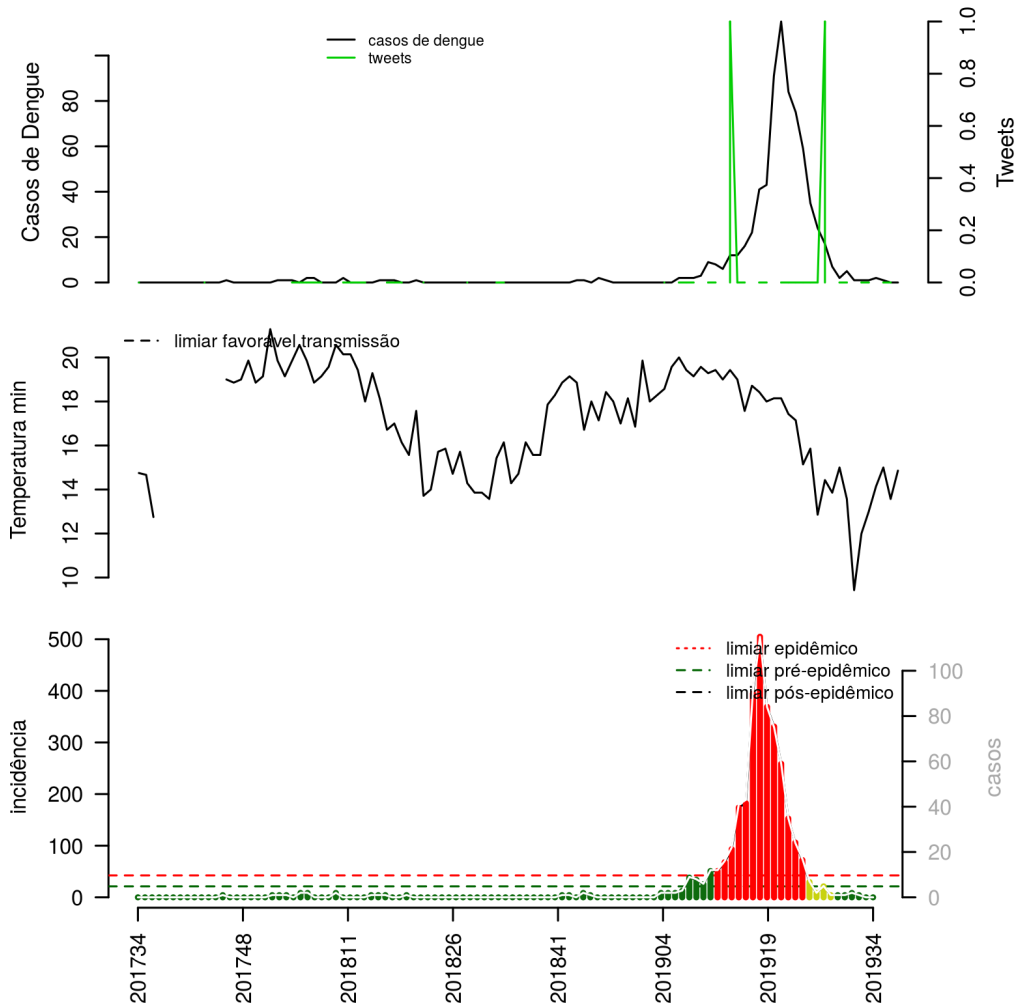 casos de dengue
tweets
Casos de Dengue
0 20 40 60 80
Tweets
0.0 0.2 0.4 0.6 0.8 1.0
limiar favorável transmissão
Temperatura min
10 12 14 16 18 20
limiar epidêmico
limiar pré-epidêmico
limiar pós-epidêmico
incidência
0 100 200 300 400 500
casos
0 20 40 60 80 100
201734 201748 201811 201826 201841 201904 201919 201934